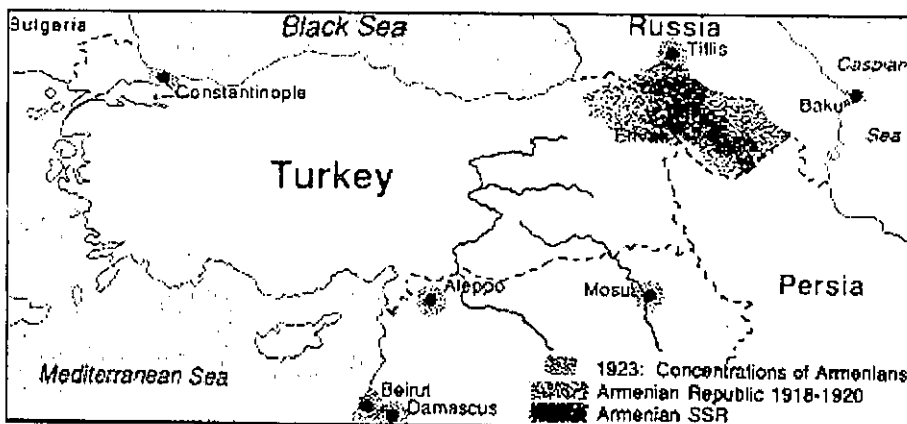 Bulgaria
Black Sea
Russia
Tiflis
Caspian
Sea
Constantinople
Baku
Turkey
Aleppo
Mosul
Persia
Mediterranean Sea
Beirut
Damascus
1923: Concentrations of Armenians
Armenian Republic 1918-1920
Armenian SSR